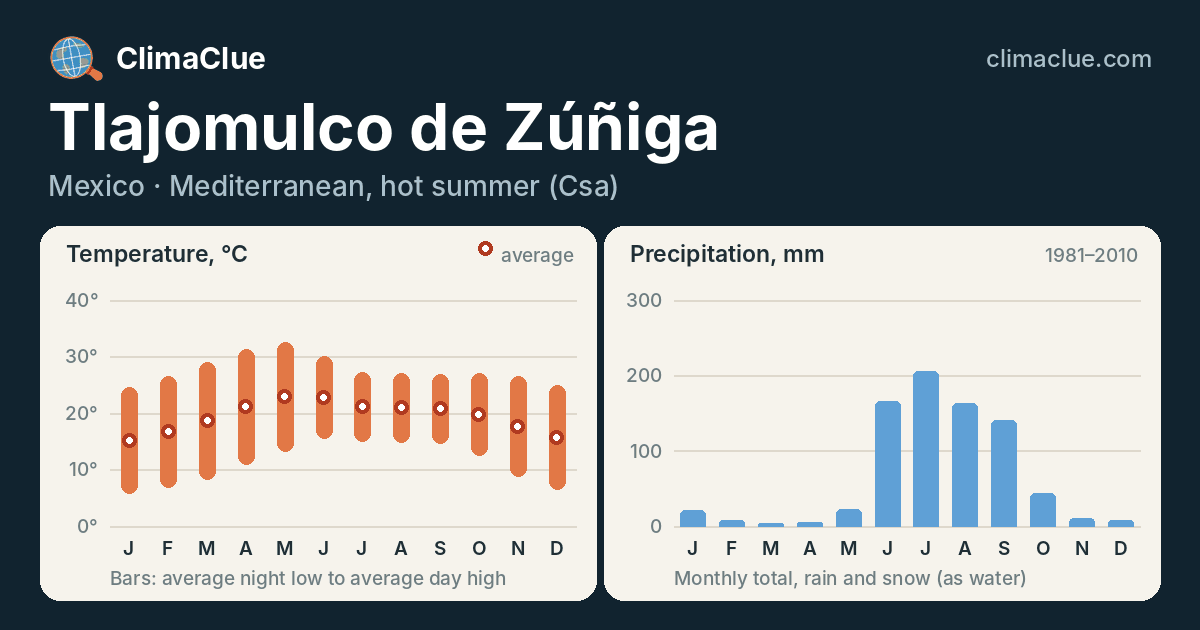 ClimaClue
climaclue.com
Tlajomulco de Zúñiga
Mexico · Mediterranean, hot summer (Csa)
Temperature, °C
average
40°
30°
20°
10°
0°
J F M A M J J A S O N D
Bars: average night low to average day high
Precipitation, mm
1981–2010
300
200
100
0
J F M A M J J A S O N D
Monthly total, rain and snow (as water)